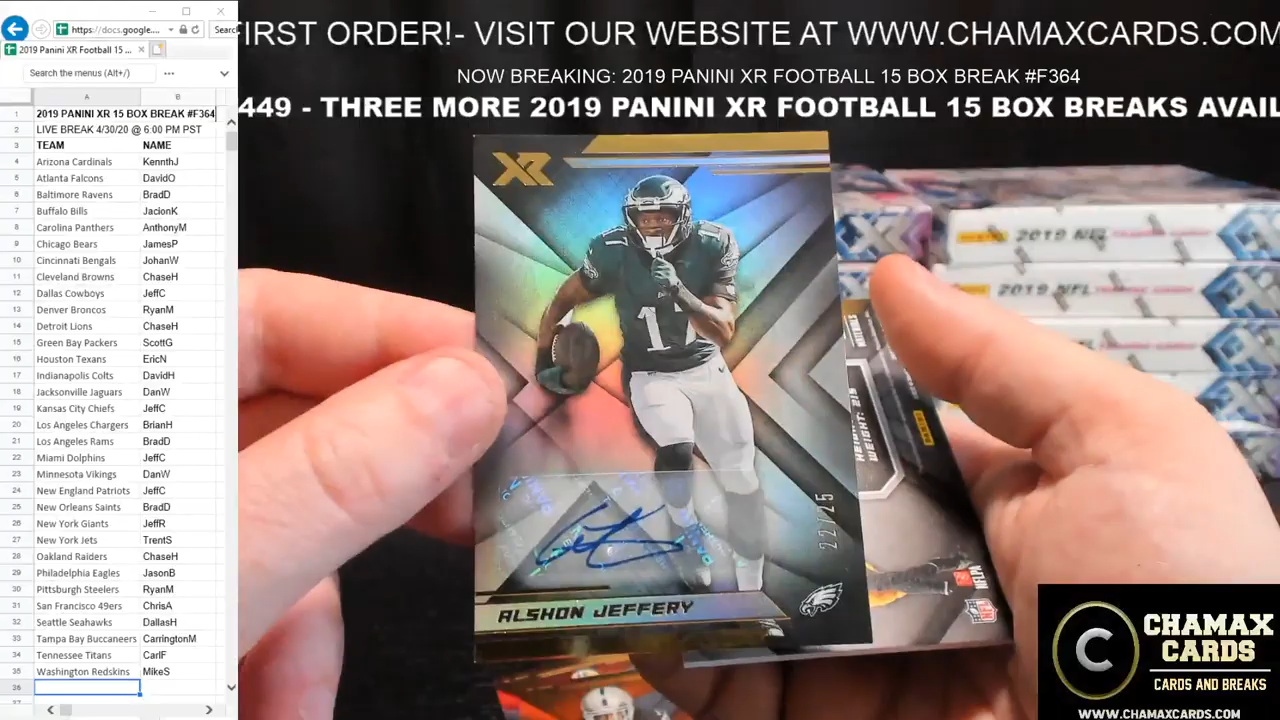 https://docs.google....
Searc
2019 Panini XR Football 15 ...
Search the menus (Alt+/)
A B
1 2019 PANINI XR 15 BOX BREAK #F364
2 LIVE BREAK 4/30/20 @ 6:00 PM PST
3 TEAM NAME
4 Arizona Cardinals KennthJ
5 Atlanta Falcons DavidO
6 Baltimore Ravens BradD
7 Buffalo Bills JacionK
8 Carolina Panthers AnthonyM
9 Chicago Bears JamesP
10 Cincinnati Bengals JohanW
11 Cleveland Browns ChaseH
12 Dallas Cowboys JeffC
13 Denver Broncos RyanM
14 Detroit Lions ChaseH
15 Green Bay Packers ScottG
16 Houston Texans EricN
17 Indianapolis Colts DavidH
18 Jacksonville Jaguars DanW
19 Kansas City Chiefs JeffC
20 Los Angeles Chargers BrianH
21 Los Angeles Rams BradD
22 Miami Dolphins JeffC
23 Minnesota Vikings DanW
24 New England Patriots JeffC
25 New Orleans Saints BradD
26 New York Giants JeffR
27 New York Jets TrentS
28 Oakland Raiders ChaseH
29 Philadelphia Eagles JasonB
30 Pittsburgh Steelers RyanM
31 San Francisco 49ers ChrisA
32 Seattle Seahawks DallasH
33 Tampa Bay Buccaneers CarringtonM
34 Tennessee Titans CarlF
35 Washington Redskins MikeS
36
FIRST ORDER!- VISIT OUR WEBSITE AT WWW.CHAMAXCARDS.COM
NOW BREAKING: 2019 PANINI XR FOOTBALL 15 BOX BREAK #F364
449 - THREE MORE 2019 PANINI XR FOOTBALL 15 BOX BREAKS AVAIL
XR
11
17
22/25
ALSHON JEFFERY
MATERIALS
HEIGHT:
WEIGHT: 219
PANINI
NFLPA
NFL
XR
2019 NFL
2019 NFL
C
CHAMAX
CARDS
CARDS AND BREAKS
WWW.CHAMAXCARDS.COM